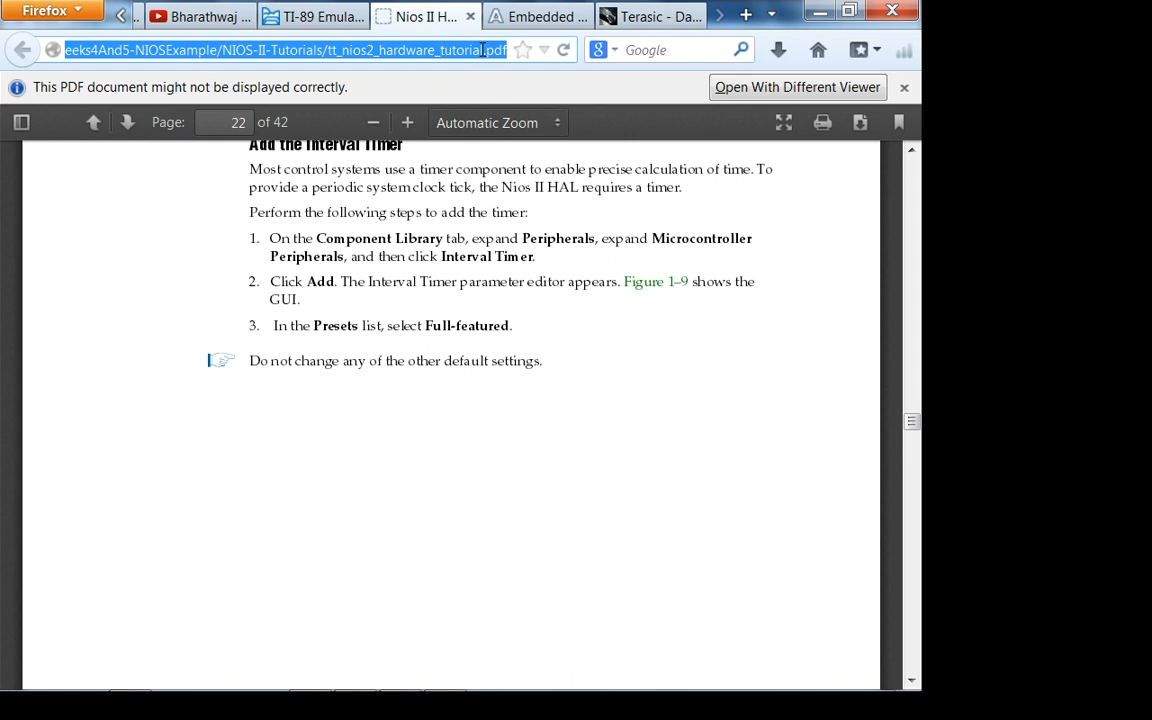 Firefox
..
Bharathwaj ...
TI-89 Emula...
Nios II H...
Embedded ...
Terasic - Da...
eeks4And5-NIOSExample/NIOS-II-Tutorials/tt_nios2_hardware_tutorial.pdf
Google
This PDF document might not be displayed correctly.
Open With Different Viewer
Page: 22 of 42
Automatic Zoom
Add the Interval Timer
Most control systems use a timer component to enable precise calculation of time. To
provide a periodic system clock tick, the Nios II HAL requires a timer.
Perform the following steps to add the timer:
1. On the Component Library tab, expand Peripherals, expand Microcontroller
Peripherals, and then click Interval Timer.
2. Click Add. The Interval Timer parameter editor appears. Figure 1–9 shows the
GUI.
3. In the Presets list, select Full-featured.
Do not change any of the other default settings.